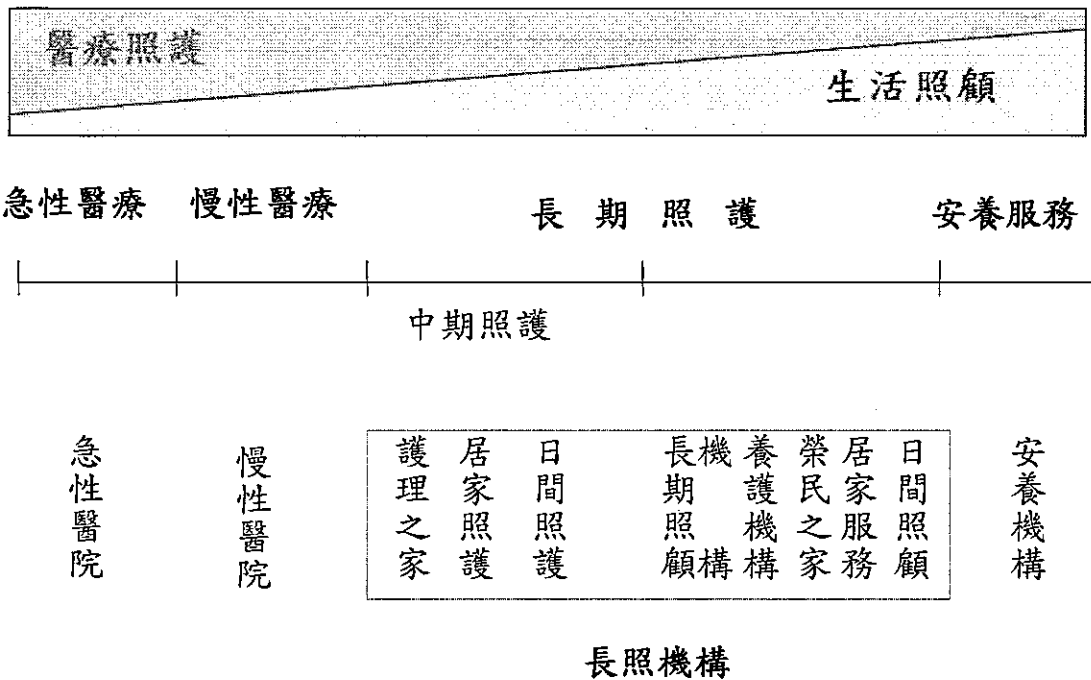 醫療照護
生活照顧
急性醫療 慢性醫療 長期照護 安養服務
中期照護
急性醫院
慢性醫院
護理之家
居家照護
日間照護
長期照顧機構
養護機構
榮民之家
居家服務
日間照顧
安養機構
長照機構